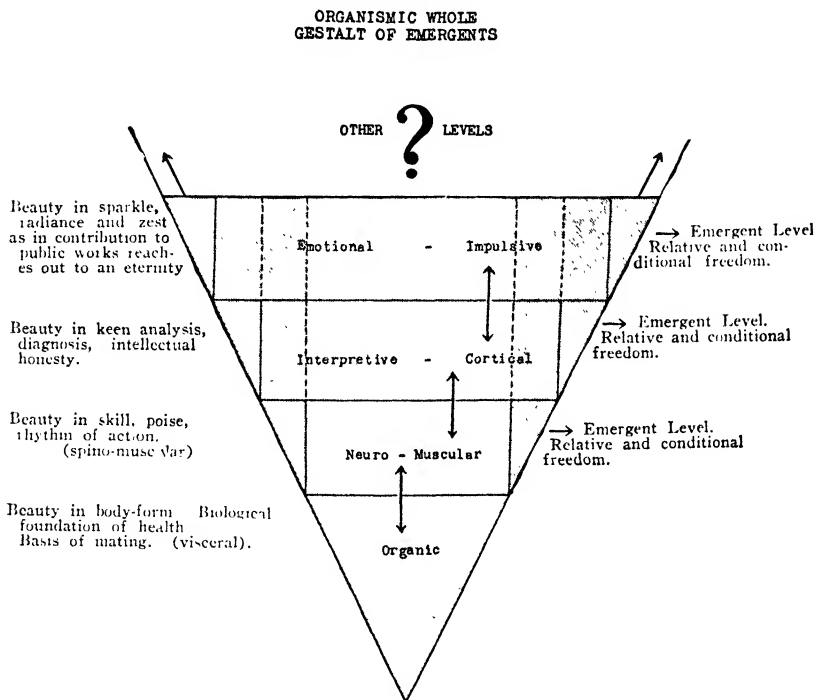 ORGANISMIC WHOLE
GESTALT OF EMERGENTS
OTHER ? LEVELS
Beauty in sparkle,
radiance and zest
as in contribution to
public works reach-
es out to an eternity
Emotional - Impulsive
→ Emergent Level
Relative and con-
ditional freedom.
Beauty in keen analysis,
diagnosis, intellectual
honesty.
Interpretive - Cortical
→ Emergent Level.
Relative and conditional
freedom.
Beauty in skill, poise,
rhythm of action.
(spino-muscular)
Neuro - Muscular
→ Emergent Level.
Relative and conditional
freedom.
Beauty in body-form Biological
foundation of health
Basis of mating. (visceral).
Organic